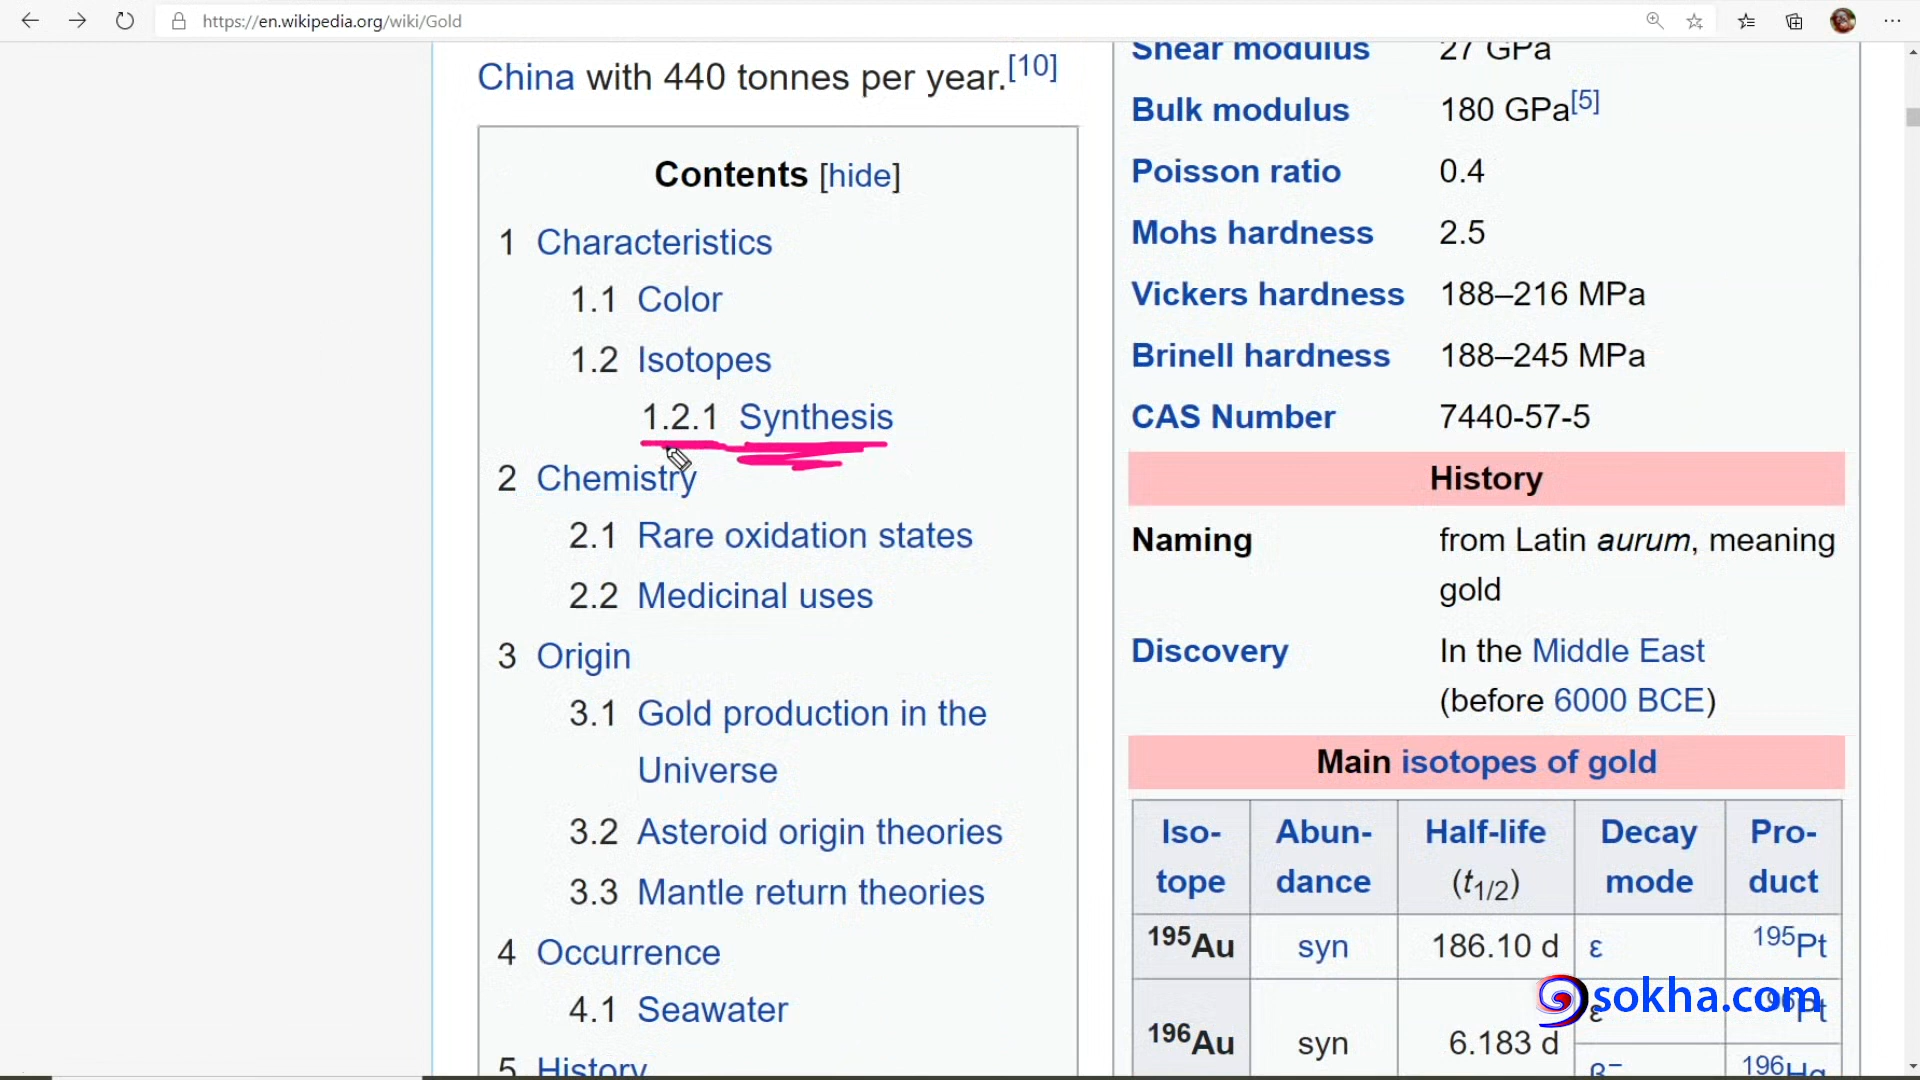 https://en.wikipedia.org/wiki/Gold
China with 440 tonnes per year.[10]
Contents [hide]
1 Characteristics
1.1 Color
1.2 Isotopes
1.2.1 Synthesis
2 Chemistry
2.1 Rare oxidation states
2.2 Medicinal uses
3 Origin
3.1 Gold production in the
Universe
3.2 Asteroid origin theories
3.3 Mantle return theories
4 Occurrence
4.1 Seawater
5 History
Shear modulus 27 GPa
Bulk modulus 180 GPa[5]
Poisson ratio 0.4
Mohs hardness 2.5
Vickers hardness 188–216 MPa
Brinell hardness 188–245 MPa
CAS Number 7440-57-5
History
Naming from Latin aurum, meaning
gold
Discovery In the Middle East
(before 6000 BCE)
Main isotopes of gold
Iso- Abun- Half-life Decay Pro-
tope dance (t1/2) mode duct
195Au syn 186.10 d ε 195Pt
ε 196Pt
196Au syn 6.183 d
β− 196Hg
sokha.com